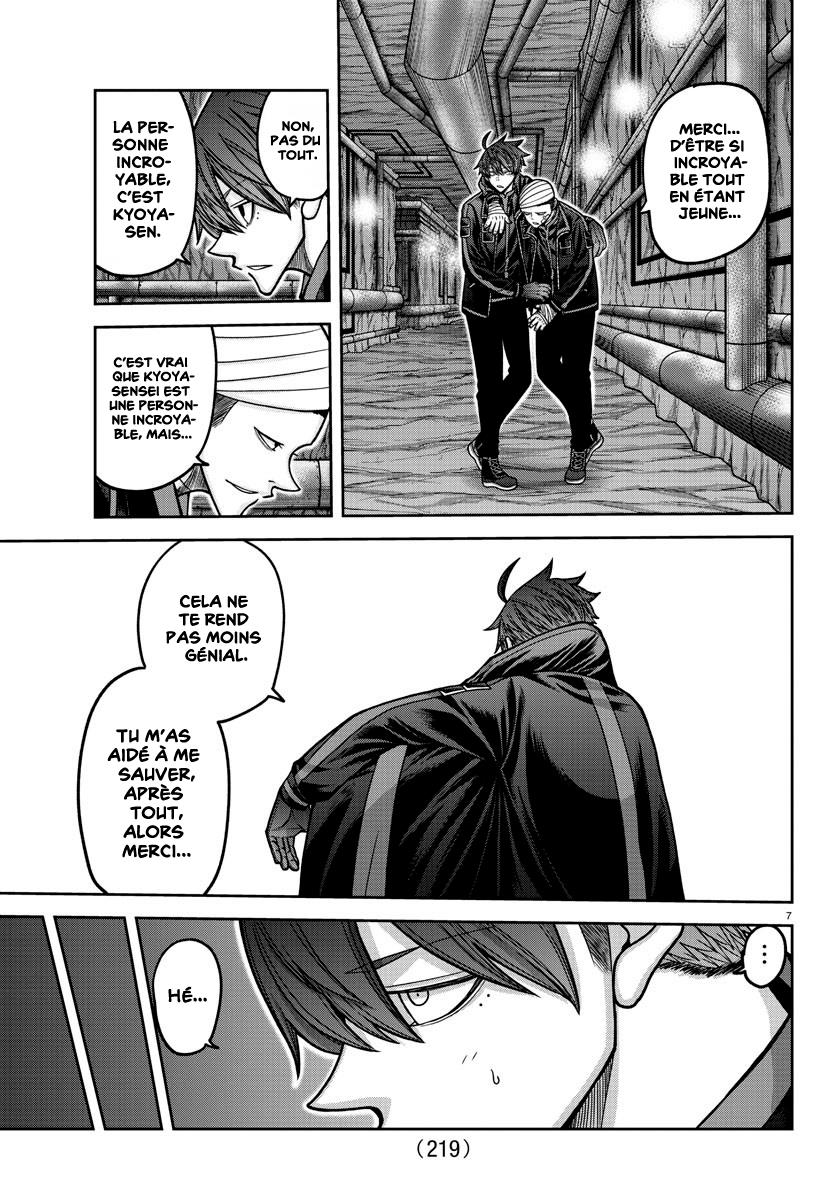 MERCI...
D'ÊTRE SI
INCROYA-
BLE TOUT
EN ÉTANT
JEUNE...
NON,
PAS DU
TOUT.
LA PER-
SONNE
INCRO-
YABLE,
C'EST
KYOYA-
SEN.
C'EST VRAI
QUE KYOYA-
SENSEI EST
UNE PERSON-
NE INCROYA-
BLE, MAIS...
CELA NE
TE REND
PAS MOINS
GÉNIAL.
TU M'AS
AIDÉ À ME
SAUVER,
APRÈS
TOUT,
ALORS
MERCI...
7
...
HÉ...
(219)